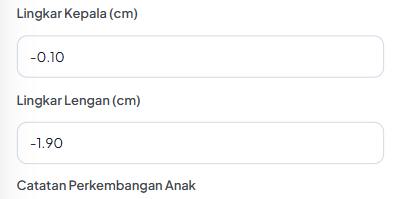 Lingkar Kepala (cm)
-0.10
Lingkar Lengan (cm)
-1.90
Catatan Perkembangan Anak